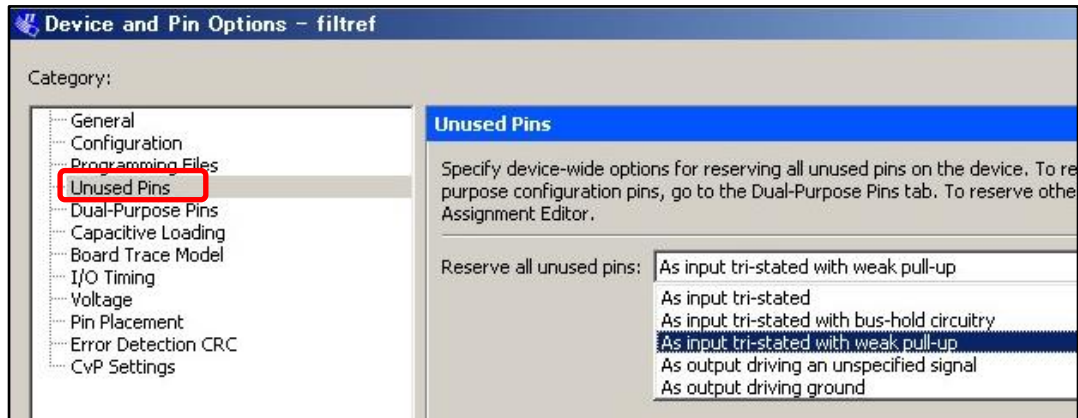 Device and Pin Options - filtref
Category:
General
Configuration
Programming Files
Unused Pins
Dual-Purpose Pins
Capacitive Loading
Board Trace Model
I/O Timing
Voltage
Pin Placement
Error Detection CRC
CvP Settings
Unused Pins
Specify device-wide options for reserving all unused pins on the device. To re
purpose configuration pins, go to the Dual-Purpose Pins tab. To reserve othe
Assignment Editor.
Reserve all unused pins: As input tri-stated with weak pull-up
As input tri-stated
As input tri-stated with bus-hold circuitry
As input tri-stated with weak pull-up
As output driving an unspecified signal
As output driving ground